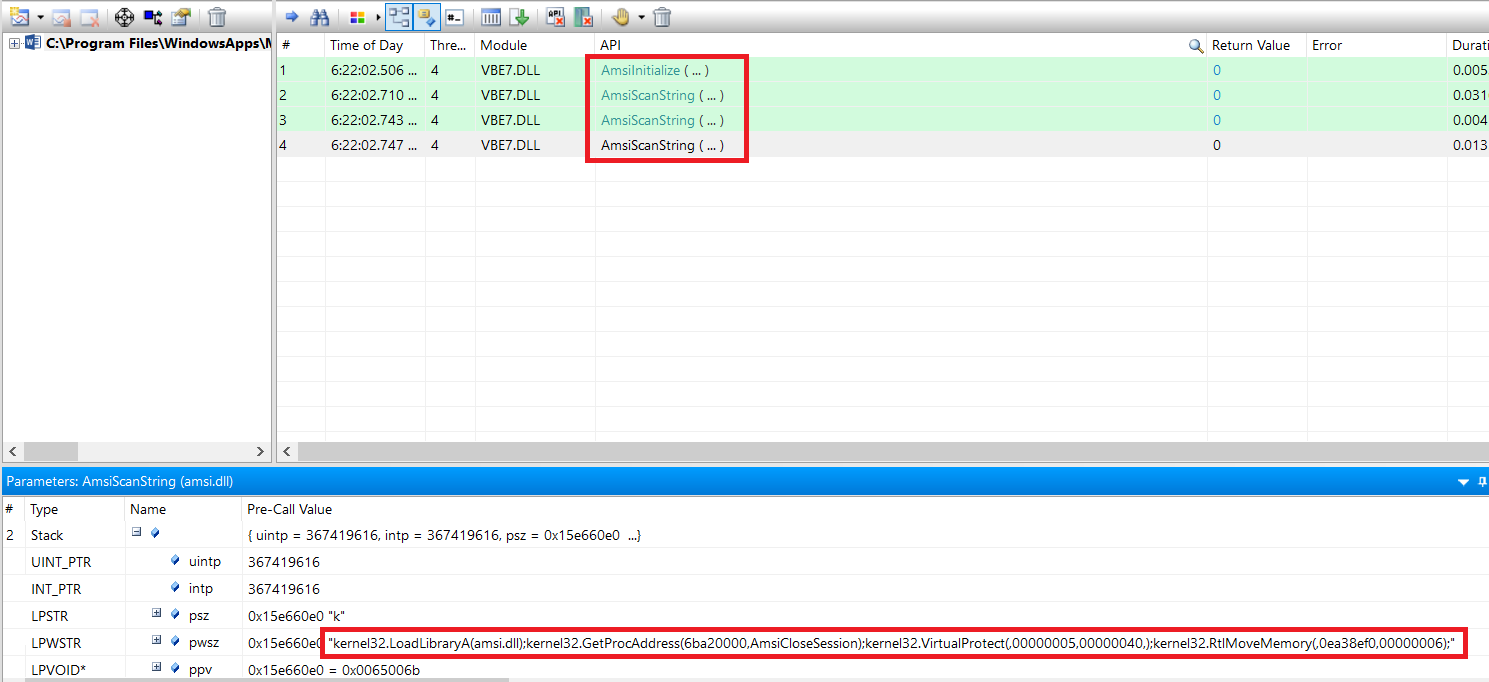 C:\Program Files\WindowsApps\M
# Time of Day Thre... Module API Return Value Error Durati
1 6:22:02.506 ... 4 VBE7.DLL AmsiInitialize ( ... ) 0 0.005
2 6:22:02.710 ... 4 VBE7.DLL AmsiScanString ( ... ) 0 0.031
3 6:22:02.743 ... 4 VBE7.DLL AmsiScanString ( ... ) 0 0.004
4 6:22:02.747 ... 4 VBE7.DLL AmsiScanString ( ... ) 0 0.013
Parameters: AmsiScanString (amsi.dll)
# Type Name Pre-Call Value
2 Stack { uintp = 367419616, intp = 367419616, psz = 0x15e660e0 ...}
UINT_PTR uintp 367419616
INT_PTR intp 367419616
LPSTR psz 0x15e660e0 "k"
LPWSTR pwsz 0x15e660e0 "kernel32.LoadLibraryA(amsi.dll);kernel32.GetProcAddress(6ba20000,AmsiCloseSession);kernel32.VirtualProtect(,00000005,00000040,);kernel32.RtlMoveMemory(,0ea38ef0,00000006);"
LPVOID* ppv 0x15e660e0 = 0x0065006b